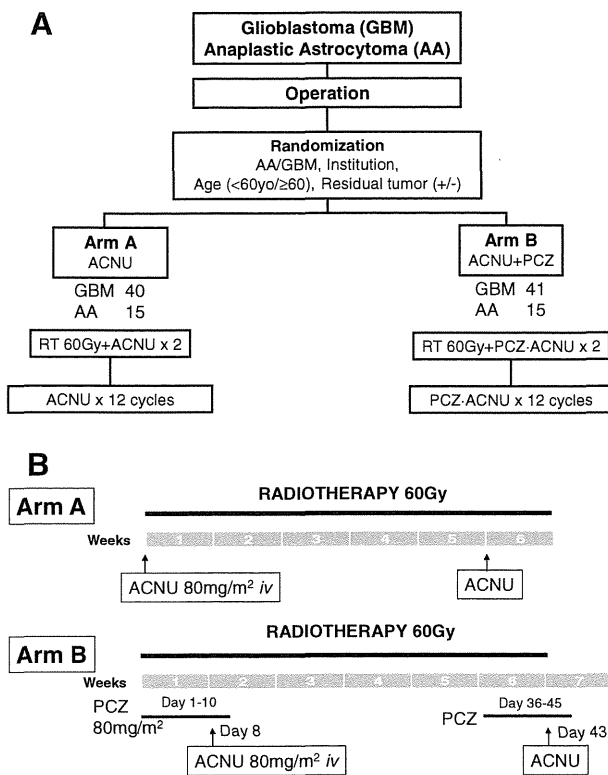 A
Glioblastoma (GBM)
Anaplastic Astrocytoma (AA)
Operation
Randomization
AA/GBM, Institution,
Age (<60yo/≥60), Residual tumor (+/-)
Arm A
ACNU
GBM 40
AA 15
RT 60Gy+ACNU x 2
ACNU x 12 cycles
Arm B
ACNU+PCZ
GBM 41
AA 15
RT 60Gy+PCZ·ACNU x 2
PCZ·ACNU x 12 cycles
B
Arm A
RADIOTHERAPY 60Gy
Weeks 1 2 3 4 5 6
ACNU 80mg/m² iv
ACNU
Arm B
RADIOTHERAPY 60Gy
Weeks 1 2 3 4 5 6 7
PCZ
80mg/m²
Day 1-10
Day 8
ACNU 80mg/m² iv
PCZ
Day 36-45
Day 43
ACNU